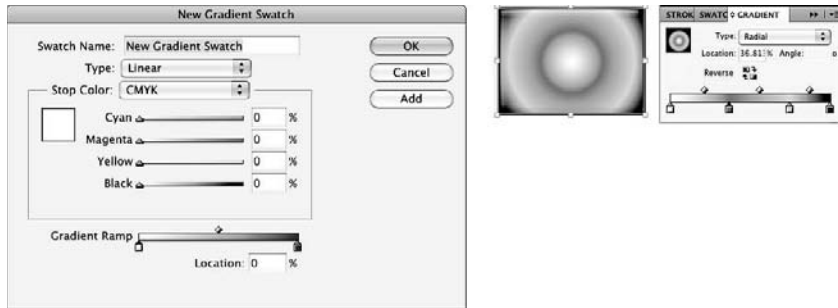 New Gradient Swatch
Swatch Name: New Gradient Swatch
Type: Linear
Stop Color: CMYK
Cyan 0 %
Magenta 0 %
Yellow 0 %
Black 0 %
Gradient Ramp
Location: 0 %
OK
Cancel
Add
STROK SWATC GRADIENT
Type: Radial
Location: 36.813% Angle:
Reverse